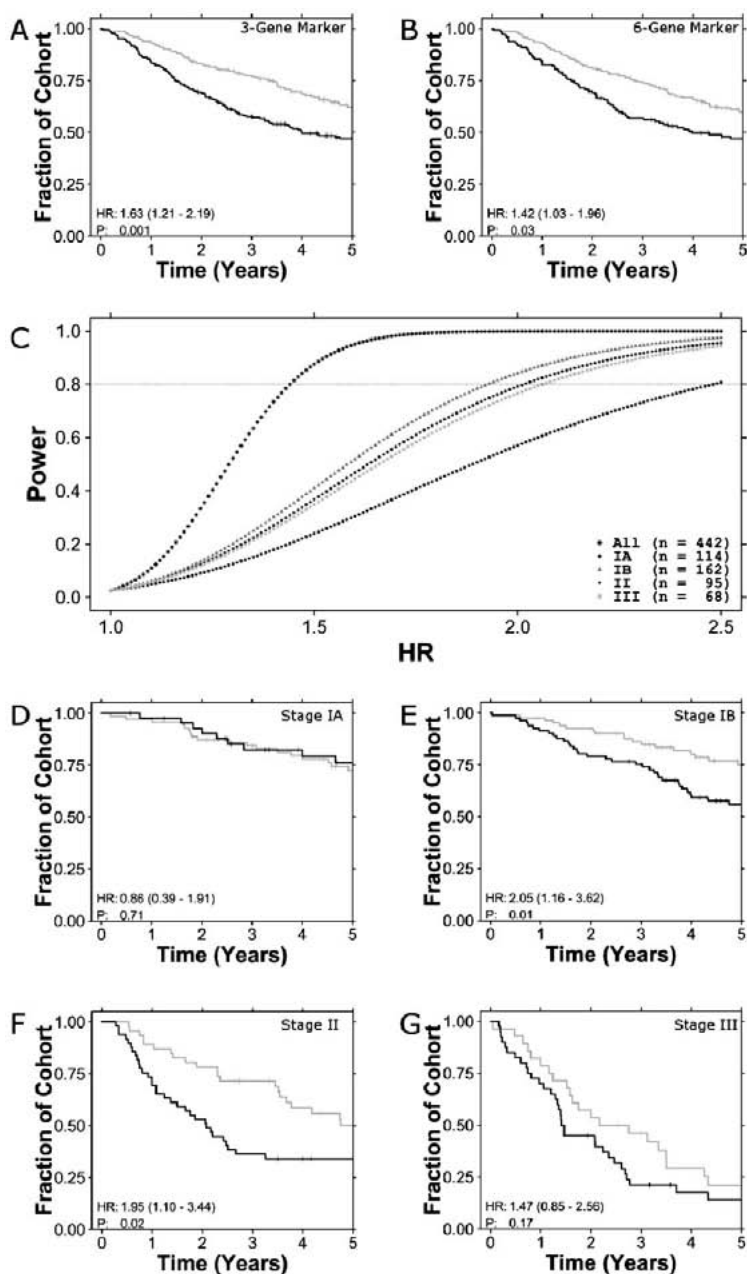 A
3-Gene Marker
1.00
0.75
0.50
0.25
0.00
Fraction of Cohort
HR: 1.63 (1.21 - 2.19)
P: 0.001
0 1 2 3 4 5
Time (Years)
B
6-Gene Marker
1.00
0.75
0.50
0.25
0.00
Fraction of Cohort
HR: 1.42 (1.03 - 1.96)
P: 0.03
0 1 2 3 4 5
Time (Years)
C
1.0
0.8
0.6
0.4
0.2
0.0
Power
All (n = 442)
IA (n = 114)
IB (n = 162)
II (n = 95)
III (n = 68)
1.0 1.5 2.0 2.5
HR
D
Stage IA
1.00
0.75
0.50
0.25
0.00
Fraction of Cohort
HR: 0.86 (0.39 - 1.91)
P: 0.71
0 1 2 3 4 5
Time (Years)
E
Stage IB
1.00
0.75
0.50
0.25
0.00
Fraction of Cohort
HR: 2.05 (1.16 - 3.62)
P: 0.01
0 1 2 3 4 5
Time (Years)
F
Stage II
1.00
0.75
0.50
0.25
0.00
Fraction of Cohort
HR: 1.95 (1.10 - 3.44)
P: 0.02
0 1 2 3 4 5
Time (Years)
G
Stage III
1.00
0.75
0.50
0.25
0.00
Fraction of Cohort
HR: 1.47 (0.85 - 2.56)
P: 0.17
0 1 2 3 4 5
Time (Years)